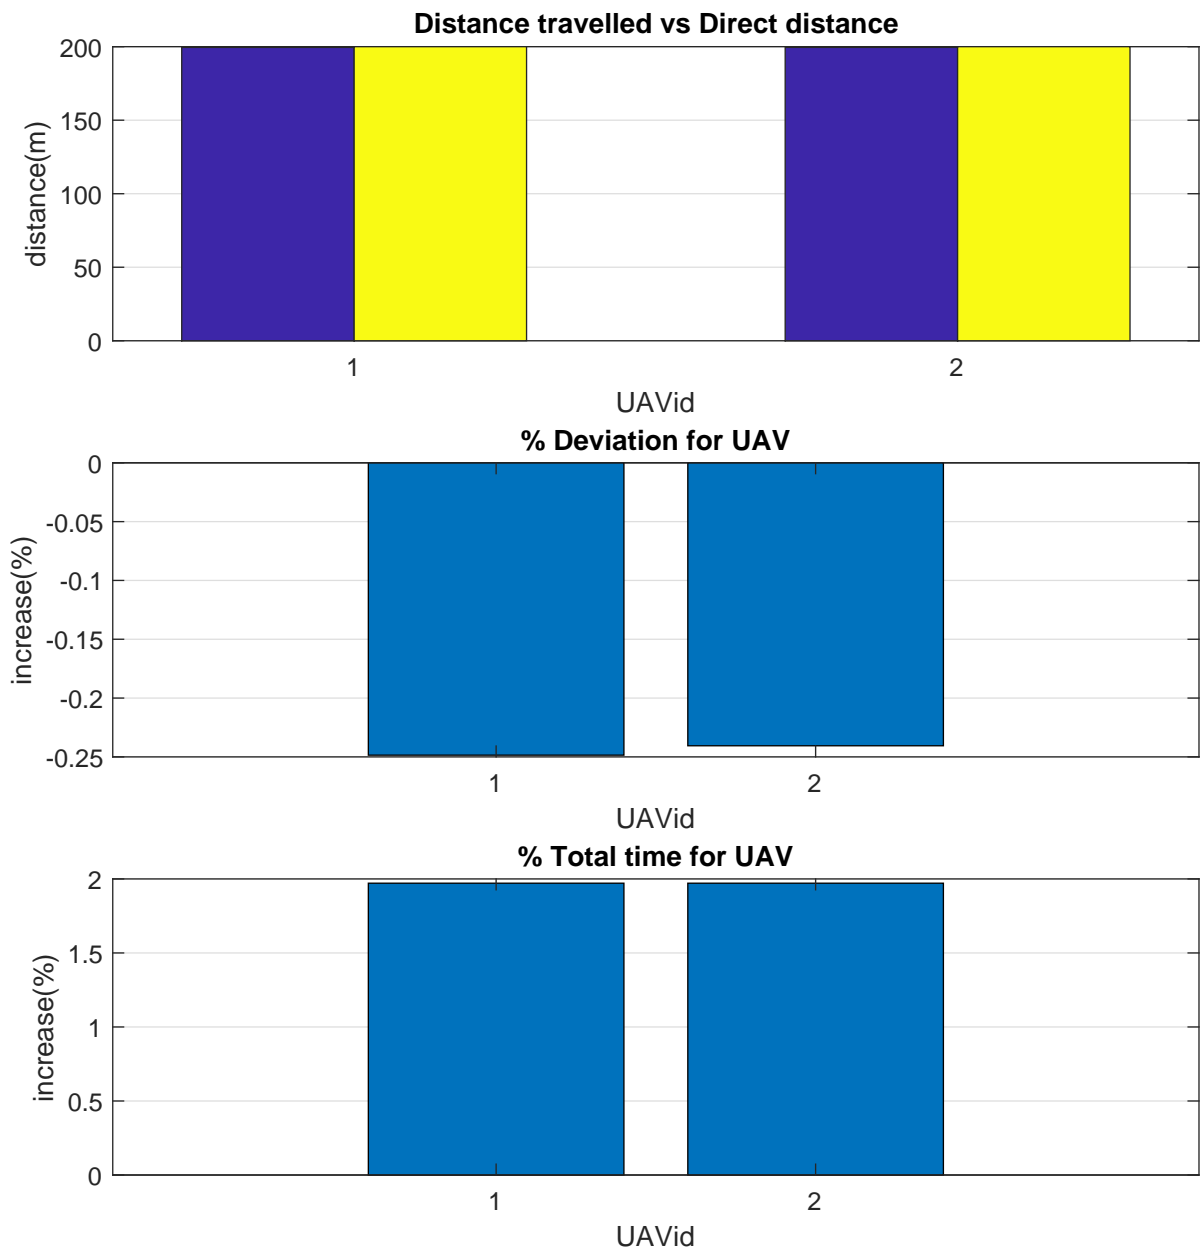 Distance travelled vs Direct distance
200
150
100
50
0
distance(m)
1
2
UAVid
% Deviation for UAV
0
-0.05
-0.1
-0.15
-0.2
-0.25
increase(%)
1
2
UAVid
% Total time for UAV
2
1.5
1
0.5
0
increase(%)
1
2
UAVid